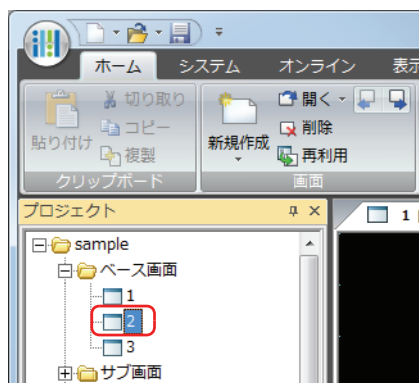 ホーム システム オンライン 表示
貼り付け
切り取り
コピー
複製
クリップボード
新規作成
開く
削除
再利用
画面
プロジェクト
1
sample
ベース画面
1
2
3
サブ画面